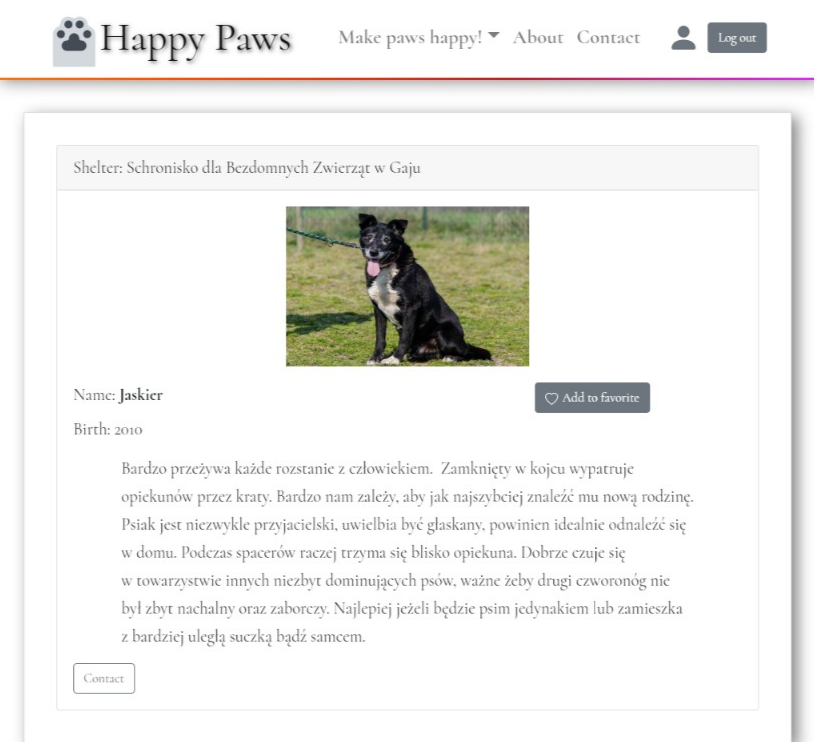 Happy Paws
Make paws happy! About Contact
Log out
Shelter: Schronisko dla Bezdomnych Zwierząt w Gaju
Name: Jaskier
Add to favorite
Birth: 2010
Bardzo przeżywa każde rozstanie z człowiekiem. Zamknięty w kojcu wypatruje
opiekunów przez kraty. Bardzo nam zależy, aby jak najszybciej znaleźć mu nową rodzinę.
Psiak jest niezwykle przyjacielski, uwielbia być głaskany, powinien idealnie odnaleźć się
w domu. Podczas spacerów raczej trzyma się blisko opiekuna. Dobrze czuje się
w towarzystwie innych niezbyt dominujących psów, ważne żeby drugi czworonóg nie
był zbyt nachalny oraz zaborczy. Najlepiej jeżeli będzie psim jedynakiem lub zamieszka
z bardziej uległą suczką bądź samcem.
Contact